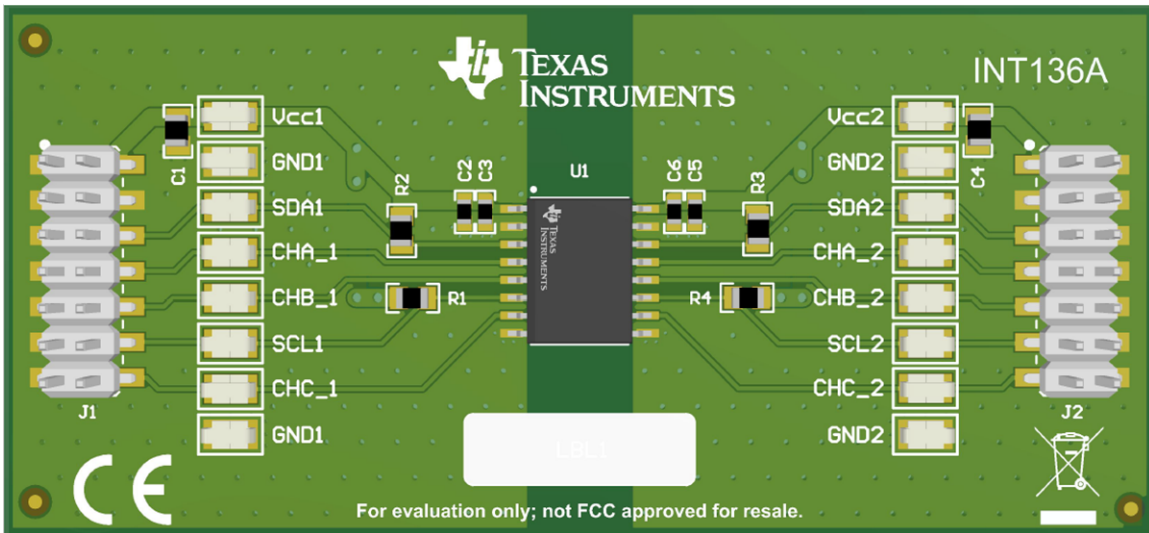 TEXAS
INSTRUMENTS
INT136A
C1
Vcc1
GND1
SDA1
CHA_1
CHB_1
SCL1
CHC_1
GND1
J1
R2
C2
C3
R1
U1
TEXAS
INSTRUMENTS
C6
C5
R3
R4
Vcc2
GND2
SDA2
CHA_2
CHB_2
SCL2
CHC_2
GND2
C4
J2
LBL1
CE
For evaluation only; not FCC approved for resale.